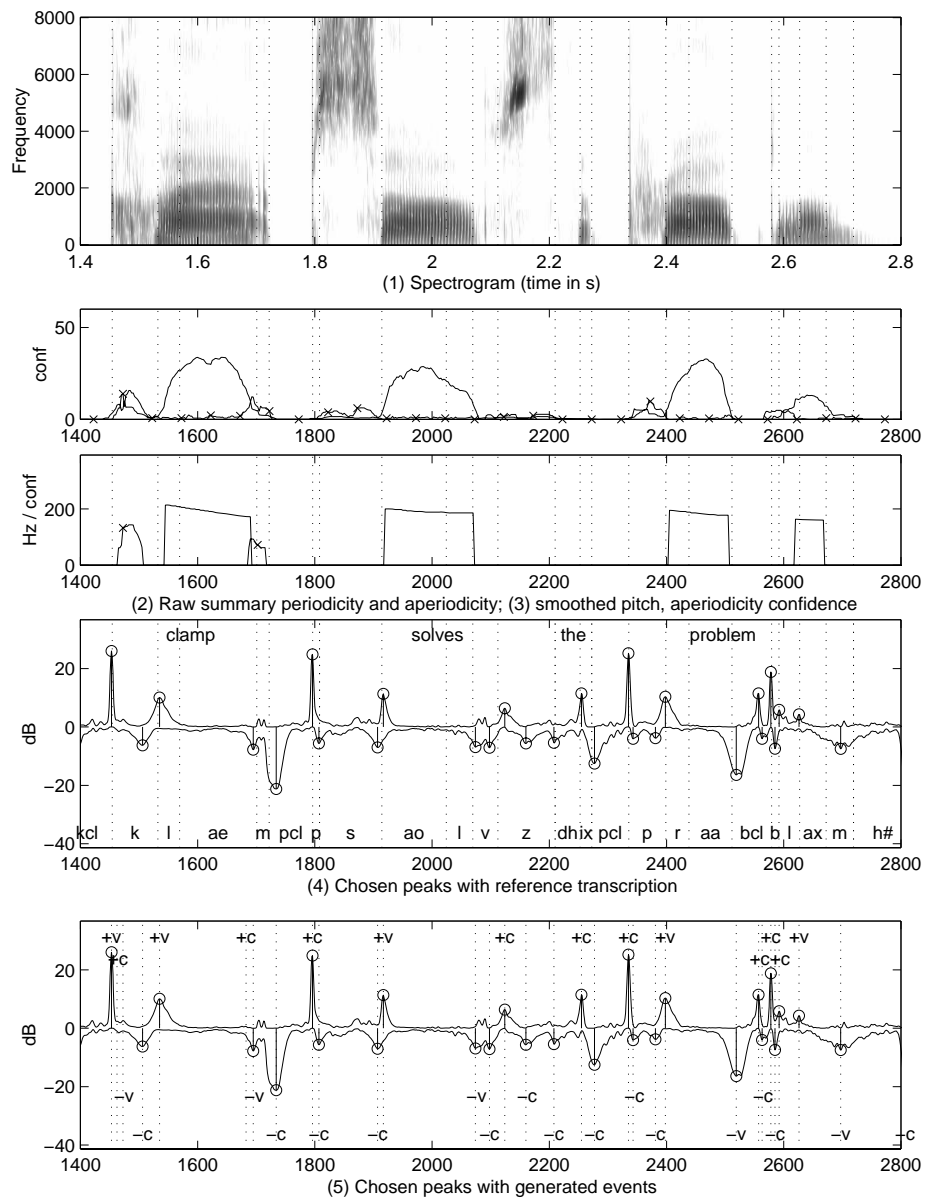 8000
6000
4000
2000
0
Frequency
1.4 1.6 1.8 2 2.2 2.4 2.6 2.8
(1) Spectrogram (time in s)
50
0
conf
1400 1600 1800 2000 2200 2400 2600 2800
200
0
Hz / conf
1400 1600 1800 2000 2200 2400 2600 2800
(2) Raw summary periodicity and aperiodicity; (3) smoothed pitch, aperiodicity confidence
clamp solves the problem
20
0
−20
−40
dB
kcl k l ae m pcl p s ao l v z dh ix pcl p r aa bcl b l ax m h#
1400 1600 1800 2000 2200 2400 2600 2800
(4) Chosen peaks with reference transcription
+v +v +c +c +v +c +c +c +v +c +v
+c +c +c
20
0
−20
−40
dB
−v −v −v −c −c −c
−c −c −c −c −c −c −c −c −v −c −v −c
1400 1600 1800 2000 2200 2400 2600 2800
(5) Chosen peaks with generated events